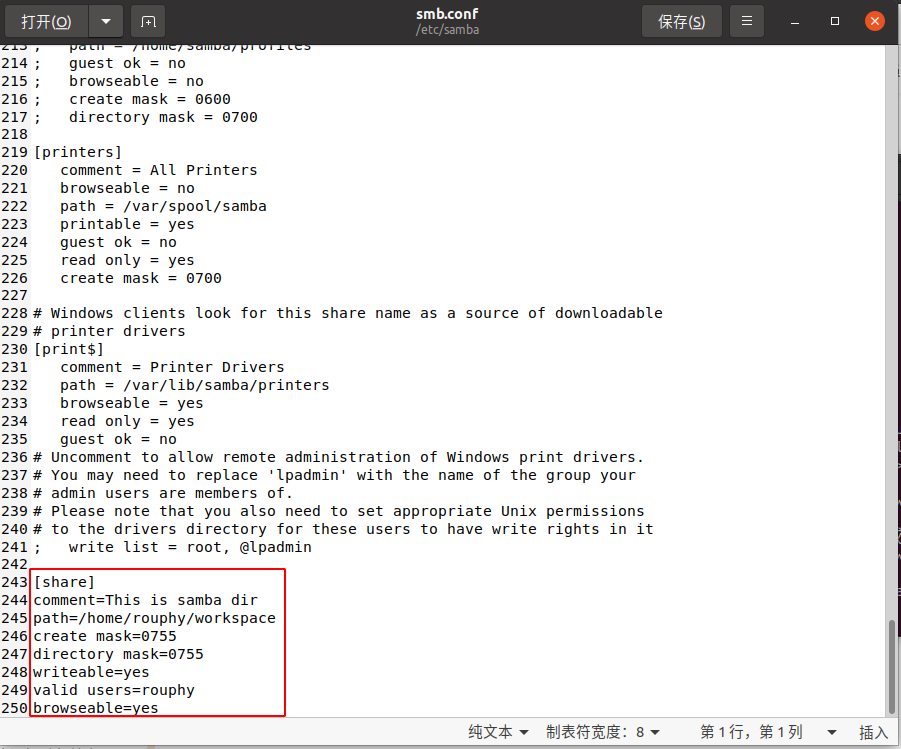 打开(O)
smb.conf
/etc/samba
保存(S)
213 ;   path = /home/samba/profiles
214 ;   guest ok = no
215 ;   browseable = no
216 ;   create mask = 0600
217 ;   directory mask = 0700
218
219 [printers]
220    comment = All Printers
221    browseable = no
222    path = /var/spool/samba
223    printable = yes
224    guest ok = no
225    read only = yes
226    create mask = 0700
227
228 # Windows clients look for this share name as a source of downloadable
229 # printer drivers
230 [print$]
231    comment = Printer Drivers
232    path = /var/lib/samba/printers
233    browseable = yes
234    read only = yes
235    guest ok = no
236 # Uncomment to allow remote administration of Windows print drivers.
237 # You may need to replace 'lpadmin' with the name of the group your
238 # admin users are members of.
239 # Please note that you also need to set appropriate Unix permissions
240 # to the drivers directory for these users to have write rights in it
241 ;   write list = root, @lpadmin
242
243 [share]
244 comment=This is samba dir
245 path=/home/rouphy/workspace
246 create mask=0755
247 directory mask=0755
248 writeable=yes
249 valid users=rouphy
250 browseable=yes
纯文本 制表符宽度：8 第 1 行，第 1 列 插入